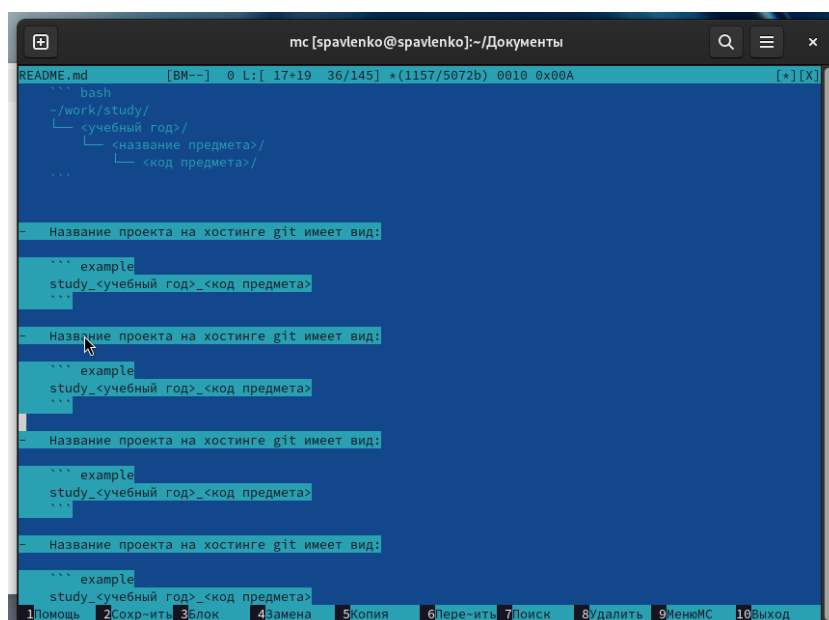 mc [spavlenko@spavlenko]:~/Документы
README.md [BM--] 0 L:[ 17+19 36/145] *(1157/5072b) 0010 0x00A [*][X]
``` bash
~/work/study/
└── <учебный год>/
└── <название предмета>/
└── <код предмета>/
```
- Название проекта на хостинге git имеет вид:
``` example
study_<учебный год>_<код предмета>
```
- Название проекта на хостинге git имеет вид:
``` example
study_<учебный год>_<код предмета>
```
- Название проекта на хостинге git имеет вид:
``` example
study_<учебный год>_<код предмета>
```
- Название проекта на хостинге git имеет вид:
``` example
study_<учебный год>_<код предмета>
1Помощь 2Сохр~ить 3Блок 4Замена 5Копия 6Пере~ить 7Поиск 8Удалить 9МенюMC 10Выход